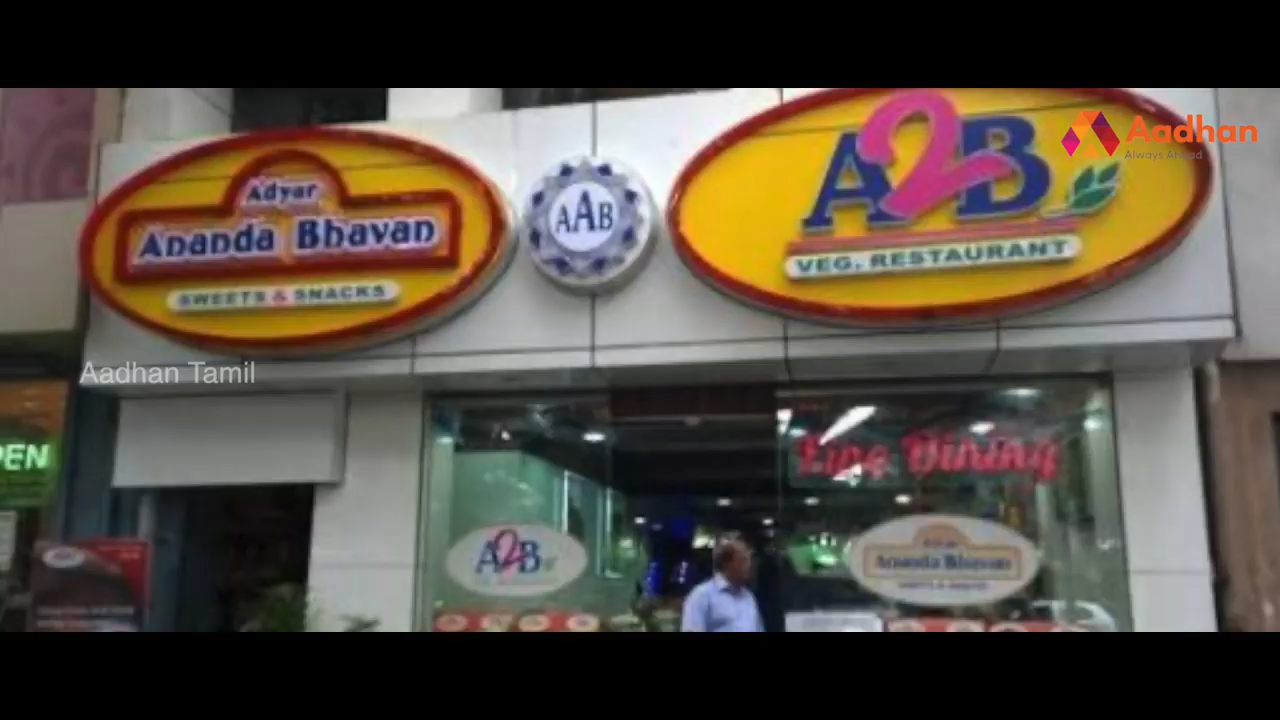 Aadhan
Always Ahead
Adyar
Ananda Bhavan
SWEETS & SNACKS
AAB
A2B
VEG. RESTAURANT
Aadhan Tamil
PEN
Fine Dining
A2B
Ananda Bhavan